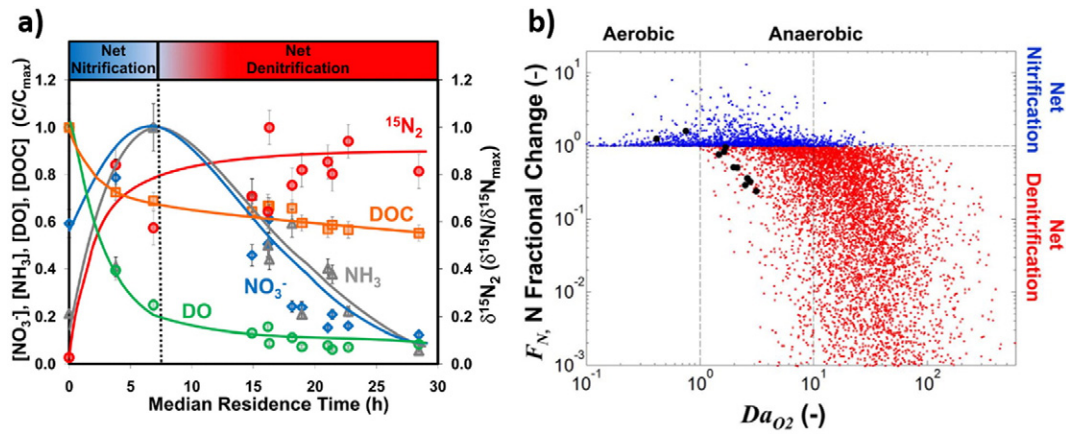 a)
Net
Nitrification
Net
Denitrification
[NO₃⁻], [NH₃], [DO], [DOC] (C/Cₘₐₓ)
1.2
1.0
0.8
0.6
0.4
0.2
0.0
¹⁵N₂
DOC
NH₃
NO₃⁻
DO
1.2
1.0
0.8
0.6
0.4
0.2
0.0
δ¹⁵N₂ (δ¹⁵N/δ¹⁵Nₘₐₓ)
0 5 10 15 20 25 30
Median Residence Time (h)
b)
Aerobic Anaerobic
F_N, N Fractional Change (-)
10¹
10⁰
10⁻¹
10⁻²
10⁻³
10⁻¹ 10⁰ 10¹ 10²
Da_O2 (-)
Net
Nitrification
Net
Denitrification